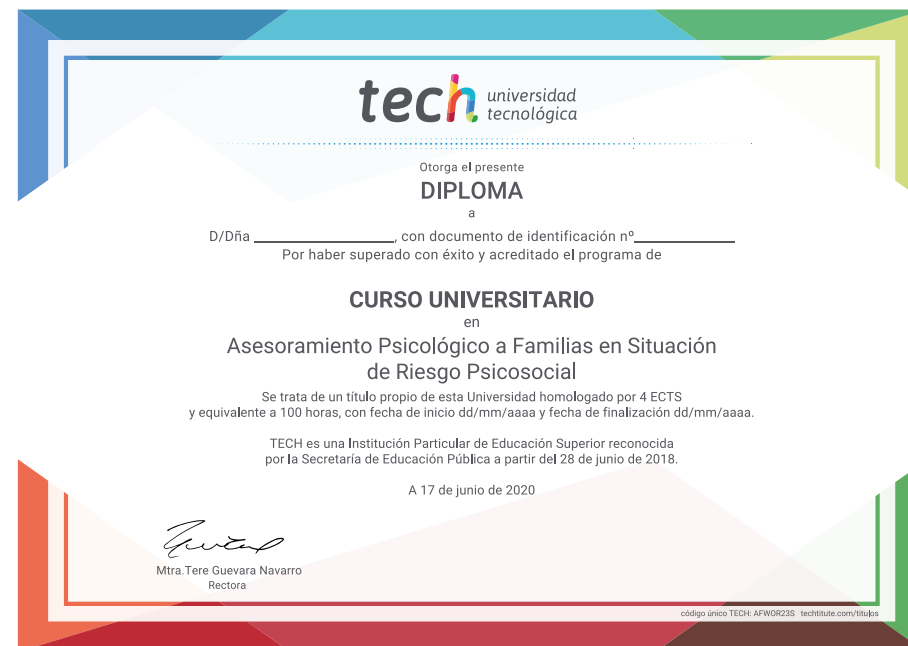 tech universidad
tecnológica
Otorga el presente
DIPLOMA
a
D/Dña ____________________, con documento de identificación nº______________
Por haber superado con éxito y acreditado el programa de
CURSO UNIVERSITARIO
en
Asesoramiento Psicológico a Familias en Situación
de Riesgo Psicosocial
Se trata de un título propio de esta Universidad homologado por 4 ECTS
y equivalente a 100 horas, con fecha de inicio dd/mm/aaaa y fecha de finalización dd/mm/aaaa.
TECH es una Institución Particular de Educación Superior reconocida
por la Secretaría de Educación Pública a partir del 28 de junio de 2018.
A 17 de junio de 2020
Mtra.Tere Guevara Navarro
Rectora
código único TECH: AFWOR23S techtitute.com/titulos